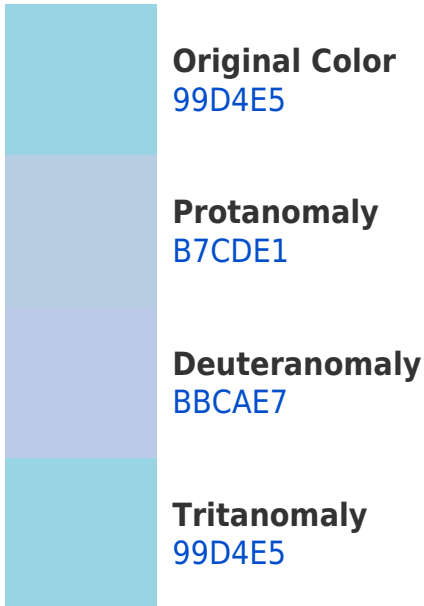 Original Color
99D4E5
Protanomaly
B7CDE1
Deuteranomaly
BBCAE7
Tritanomaly
99D4E5